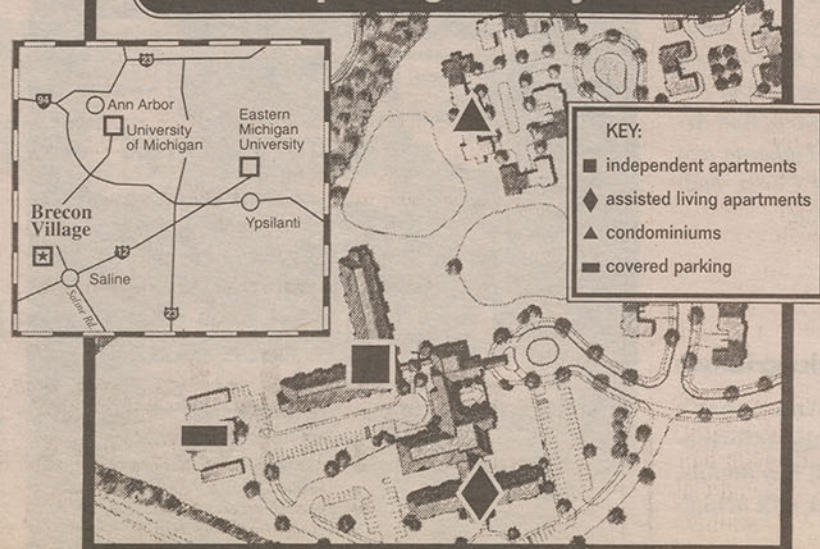 23
94
Ann Arbor
University
of Michigan
Eastern
Michigan
University
Brecon
Village
Ypsilanti
12
Saline
Saline Rd.
23
KEY:
independent apartments
assisted living apartments
condominiums
covered parking